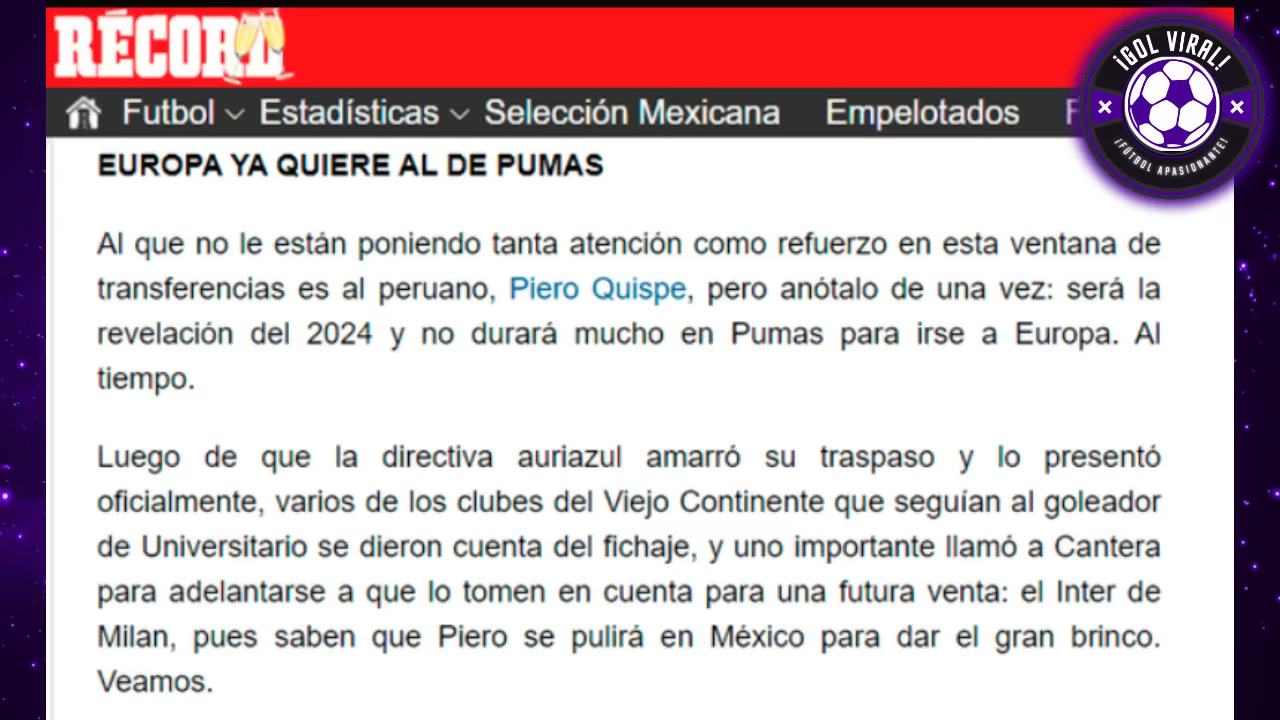 RÉCORD
Futbol Estadísticas Selección Mexicana Empelotados F
¡GOL VIRAL!
¡FÚTBOL APASIONANTE!
EUROPA YA QUIERE AL DE PUMAS
Al que no le están poniendo tanta atención como refuerzo en esta ventana de
transferencias es al peruano, Piero Quispe, pero anótalo de una vez: será la
revelación del 2024 y no durará mucho en Pumas para irse a Europa. Al
tiempo.
Luego de que la directiva auriazul amarró su traspaso y lo presentó
oficialmente, varios de los clubes del Viejo Continente que seguían al goleador
de Universitario se dieron cuenta del fichaje, y uno importante llamó a Cantera
para adelantarse a que lo tomen en cuenta para una futura venta: el Inter de
Milan, pues saben que Piero se pulirá en México para dar el gran brinco.
Veamos.